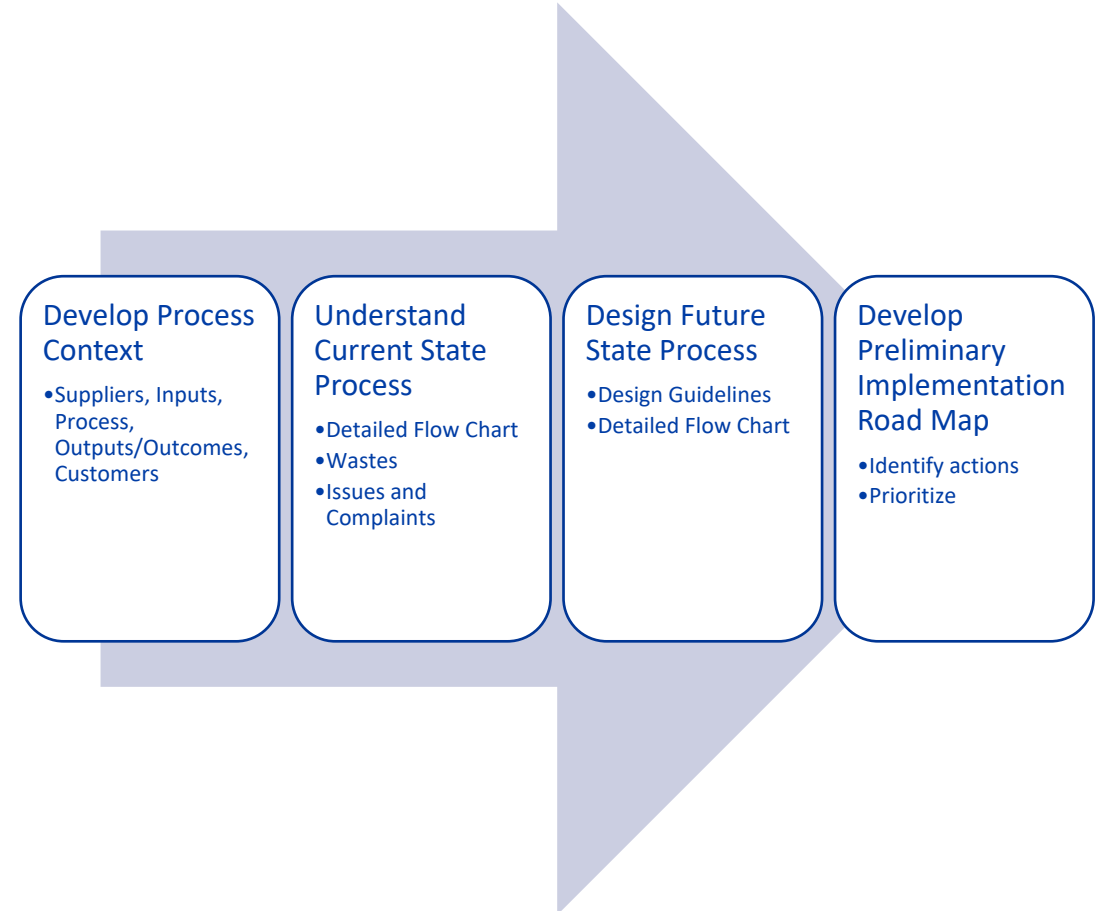 Develop Process
Context
•Suppliers, Inputs,
Process,
Outputs/Outcomes,
Customers
Understand
Current State
Process
•Detailed Flow Chart
•Wastes
•Issues and
Complaints
Design Future
State Process
•Design Guidelines
•Detailed Flow Chart
Develop
Preliminary
Implementation
Road Map
•Identify actions
•Prioritize